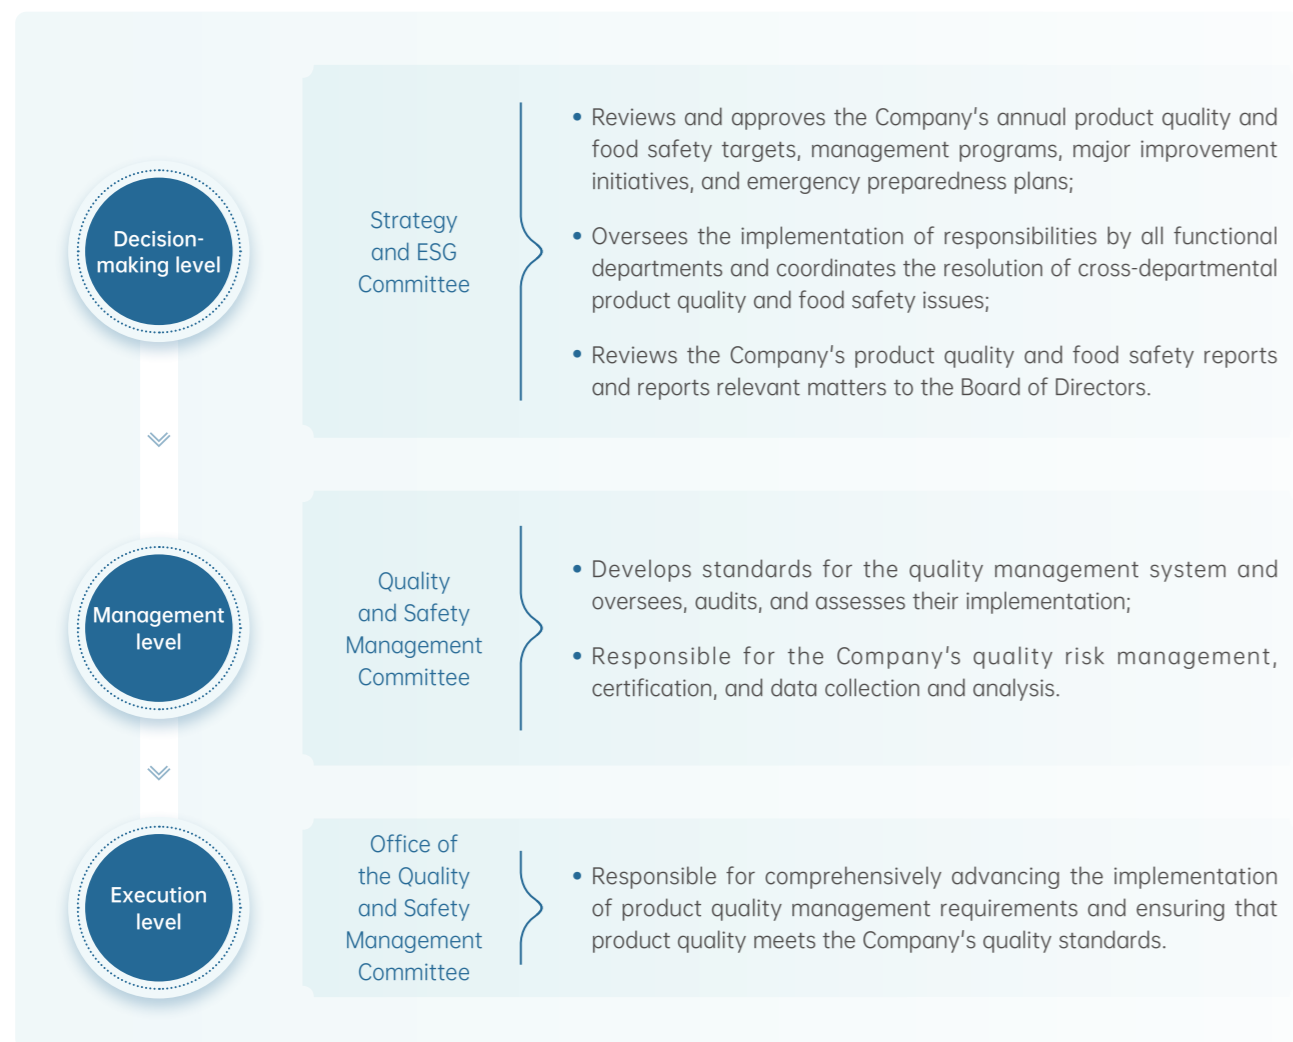 Decision-
making level
Strategy
and ESG
Committee
• Reviews and approves the Company's annual product quality and
food safety targets, management programs, major improvement
initiatives, and emergency preparedness plans;
• Oversees the implementation of responsibilities by all functional
departments and coordinates the resolution of cross-departmental
product quality and food safety issues;
• Reviews the Company's product quality and food safety reports
and reports relevant matters to the Board of Directors.
Management
level
Quality
and Safety
Management
Committee
• Develops standards for the quality management system and
oversees, audits, and assesses their implementation;
• Responsible for the Company's quality risk management,
certification, and data collection and analysis.
Execution
level
Office of
the Quality
and Safety
Management
Committee
• Responsible for comprehensively advancing the implementation
of product quality management requirements and ensuring that
product quality meets the Company's quality standards.